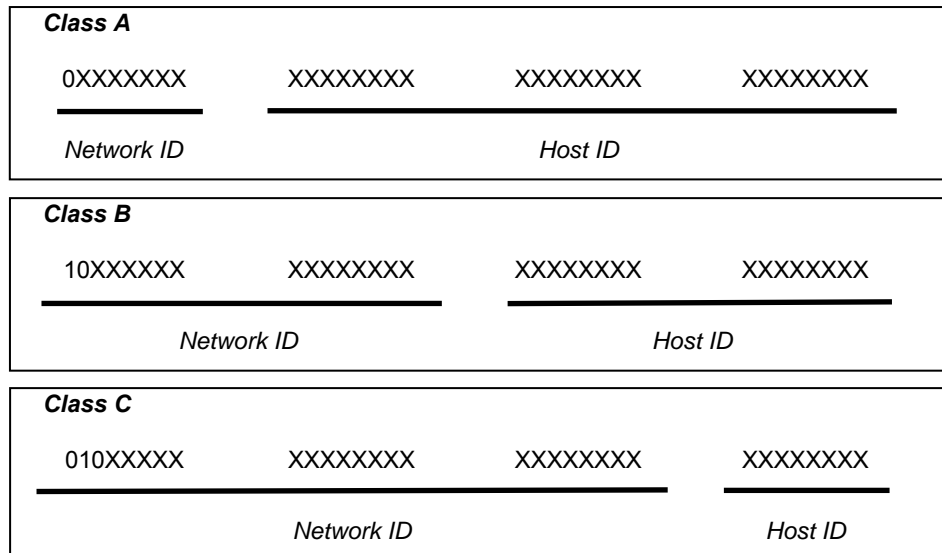 Class A
0XXXXXXX XXXXXXXX XXXXXXXX XXXXXXXX
Network ID Host ID
Class B
10XXXXXX XXXXXXXX XXXXXXXX XXXXXXXX
Network ID Host ID
Class C
010XXXXX XXXXXXXX XXXXXXXX XXXXXXXX
Network ID Host ID